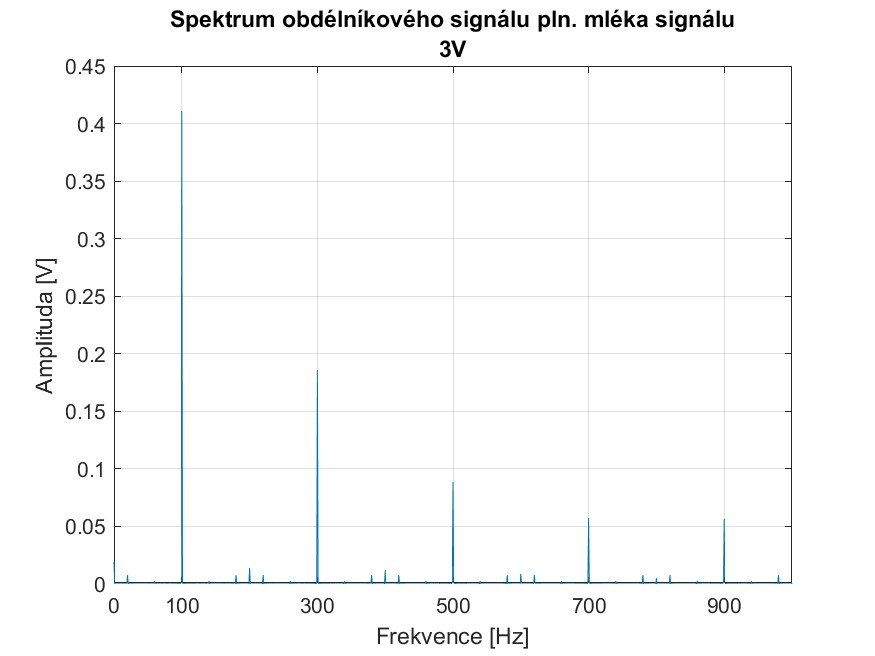 Spektrum obdélníkového signálu pln. mléka signálu
3V
0.45
0.4
0.35
0.3
0.25
0.2
0.15
0.1
0.05
0
Amplituda [V]
0 100 300 500 700 900
Frekvence [Hz]